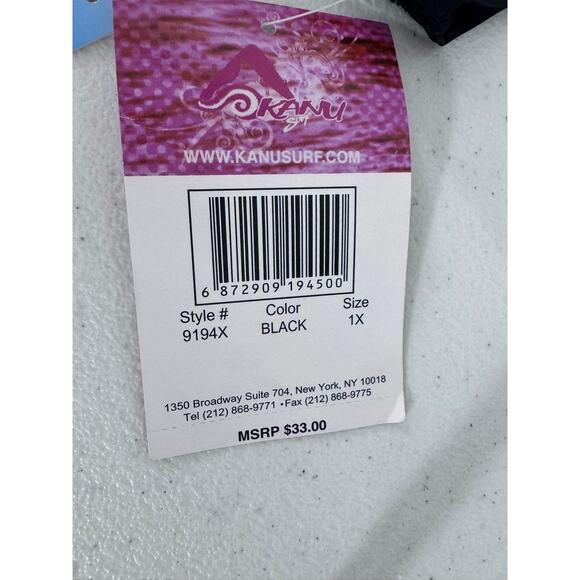 KANU
Surf
WWW.KANUSURF.COM
6 872909 194500
Style # Color Size
9194X BLACK 1X
1350 Broadway Suite 704, New York, NY 10018
Tel (212) 868-9771 • Fax (212) 868-9775
MSRP $33.00